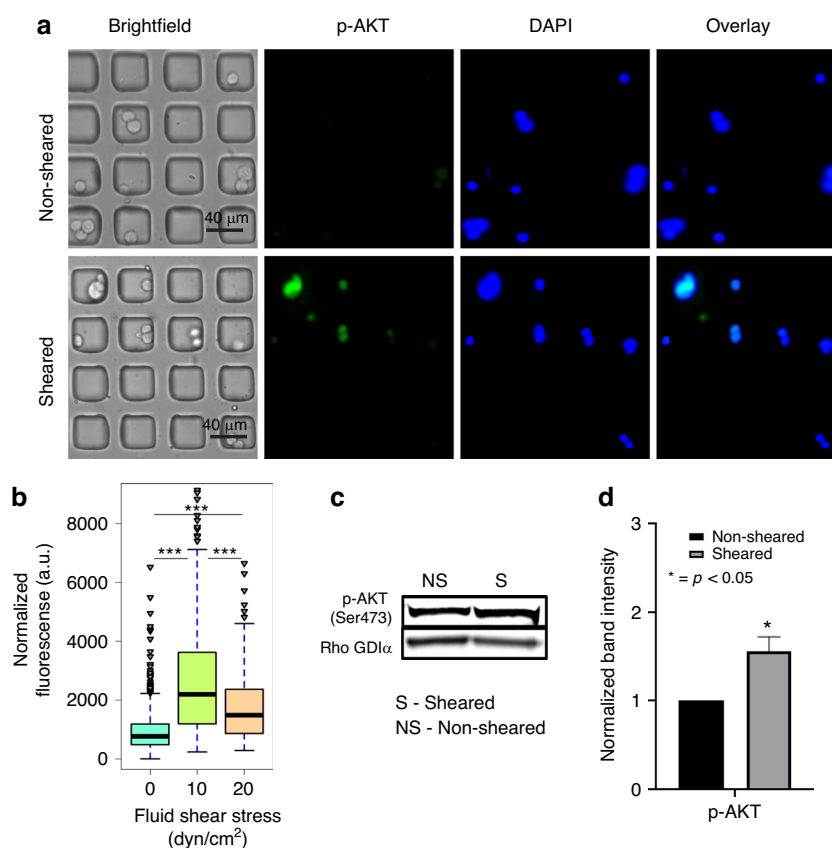 a
Brightfield
p-AKT
DAPI
Overlay
Non-sheared
40 μm
Sheared
40 μm
b
Normalized
fluorescense (a.u.)
8000
6000
4000
2000
0
***
***
***
0
10
20
Fluid shear stress
(dyn/cm²)
c
NS
S
p-AKT
(Ser473)
Rho GDIα
S - Sheared
NS - Non-sheared
d
Normalized band intensity
3
2
1
0
Non-sheared
Sheared
* = p < 0.05
*
p-AKT